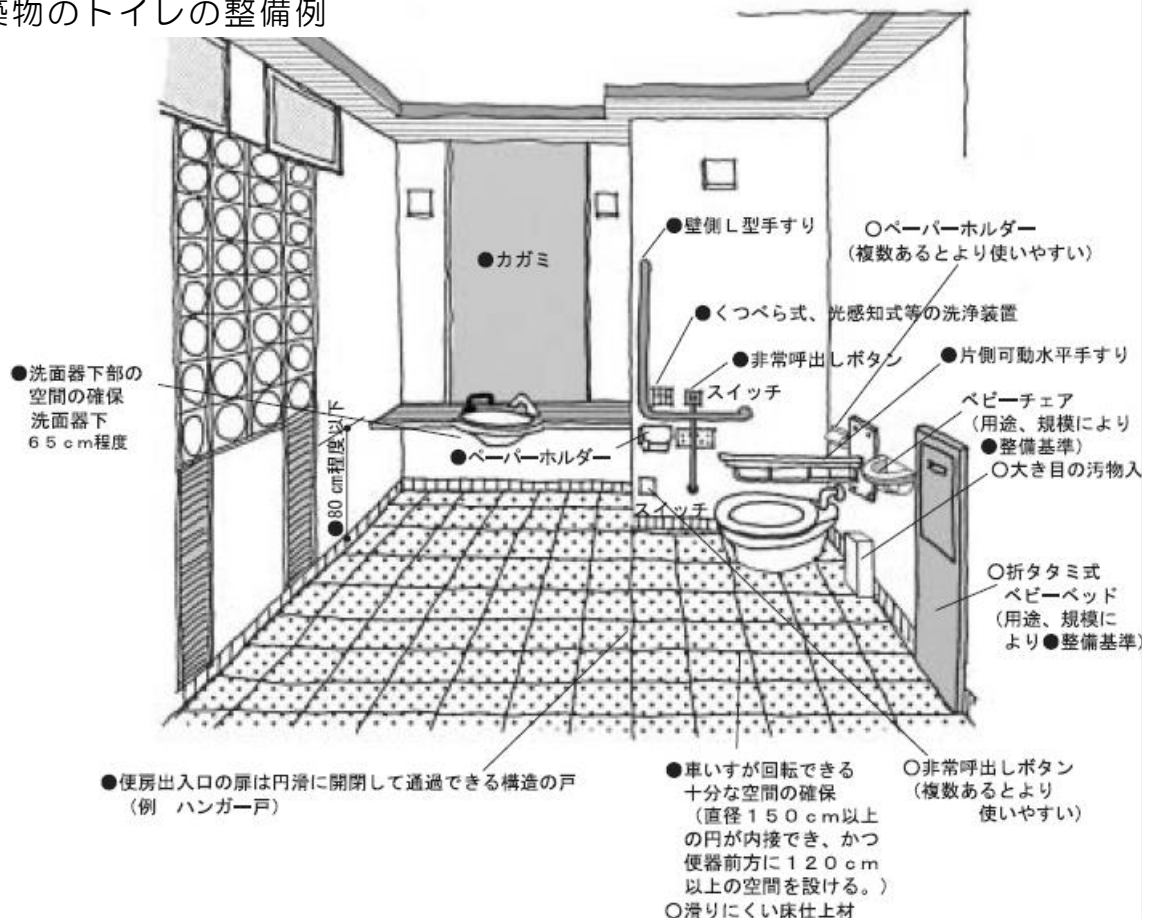 築物のトイレの整備例
●壁側L型手すり
○ペーパーホルダー
(複数あるとより使いやすい)
●カガミ
●くつべら式、光感知式等の洗浄装置
●非常呼出しボタン
スイッチ
●片側可動水平手すり
●洗面器下部の
空間の確保
洗面器下
65cm程度
ベビーチェア
(用途、規模により
●整備基準)
●80cm程度以下
●ペーパーホルダー
○大き目の汚物入
スイッチ
○折タタミ式
ベビーベッド
(用途、規模に
より●整備基準)
●便房出入口の扉は円滑に開閉して通過できる構造の戸
(例 ハンガー戸)
●車いすが回転できる
十分な空間の確保
(直径150cm以上
の円が内接でき、かつ
便器前方に120cm
以上の空間を設ける。)
○滑りにくい床仕上材
○非常呼出しボタン
(複数あるとより
使いやすい)